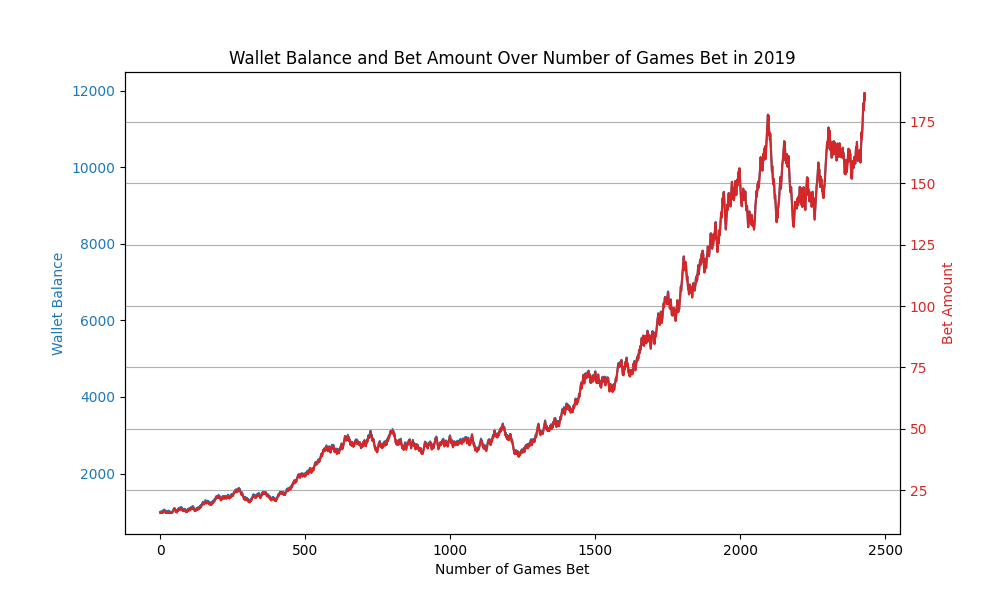 Wallet Balance and Bet Amount Over Number of Games Bet in 2019
12000
10000
8000
6000
4000
2000
Wallet Balance
175
150
125
100
75
50
25
Bet Amount
0 500 1000 1500 2000 2500
Number of Games Bet